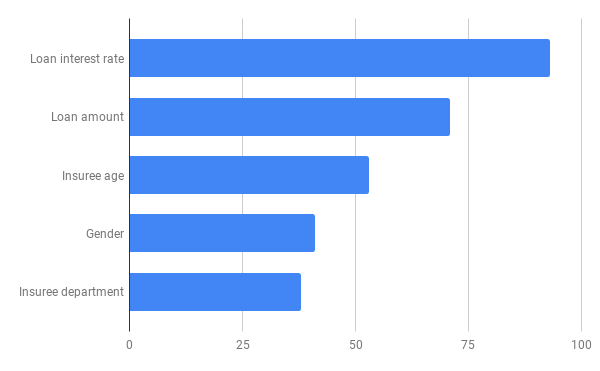 Loan interest rate
Loan amount
Insuree age
Gender
Insuree department
0 25 50 75 100